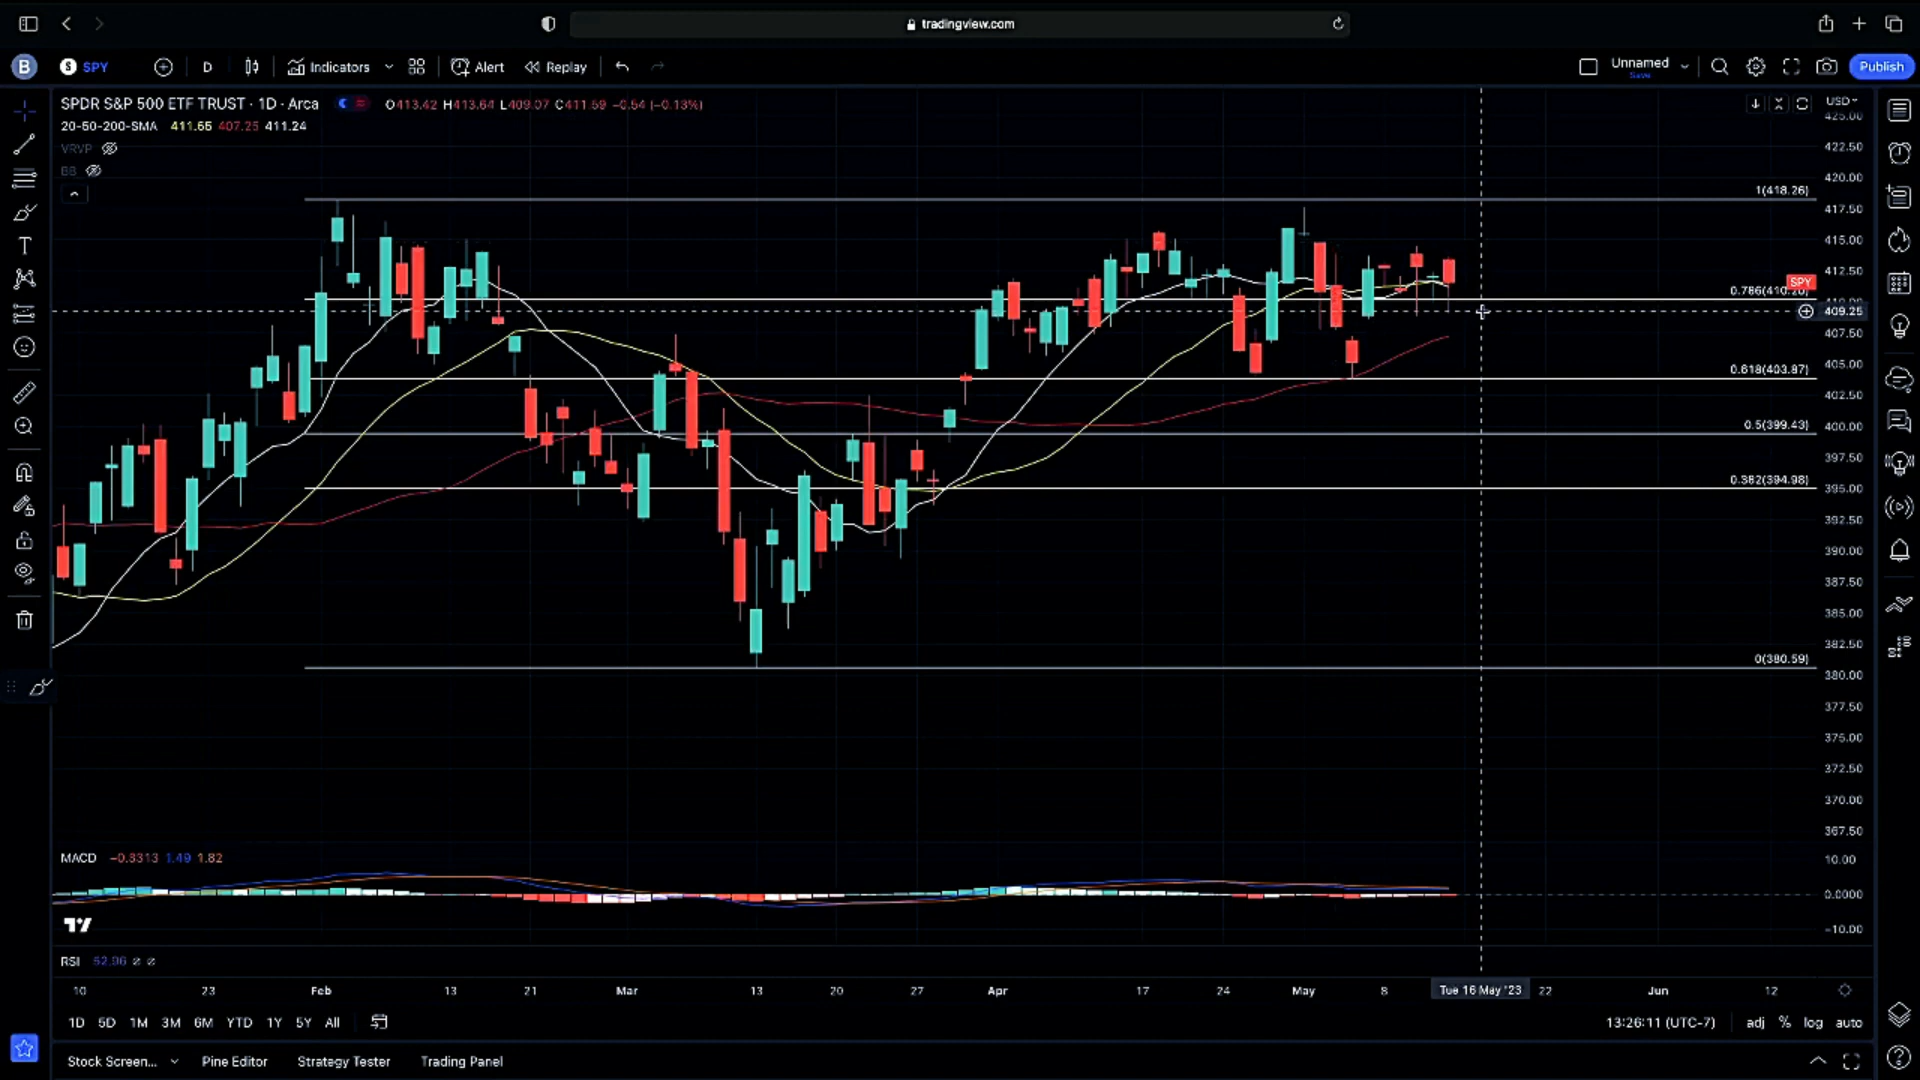 tradingview.com
B S SPY D Indicators Alert Replay Unnamed Save Publish
SPDR S&P 500 ETF TRUST · 1D · Arca O413.42 H413.64 L409.07 C411.59 −0.54 (−0.13%)
USD
20-50-200-SMA 411.65 407.25 411.24
VRVP
BB
425.00
422.50
420.00
1(418.26)
417.50
415.00
412.50
SPY
0.786(410.20)
409.25
407.50
405.00
0.618(403.87)
402.50
0.5(399.43)
400.00
397.50
0.382(394.98)
395.00
392.50
390.00
387.50
385.00
382.50
0(380.59)
380.00
377.50
375.00
372.50
370.00
367.50
MACD −0.3313 1.49 1.82
10.00
0.0000
−10.00
RSI 52.96
10 23 Feb 13 21 Mar 13 20 27 Apr 17 24 May 8 Tue 16 May '23 22 Jun 12
1D 5D 1M 3M 6M YTD 1Y 5Y All 13:26:11 (UTC-7) adj % log auto
Stock Screen... Pine Editor Strategy Tester Trading Panel